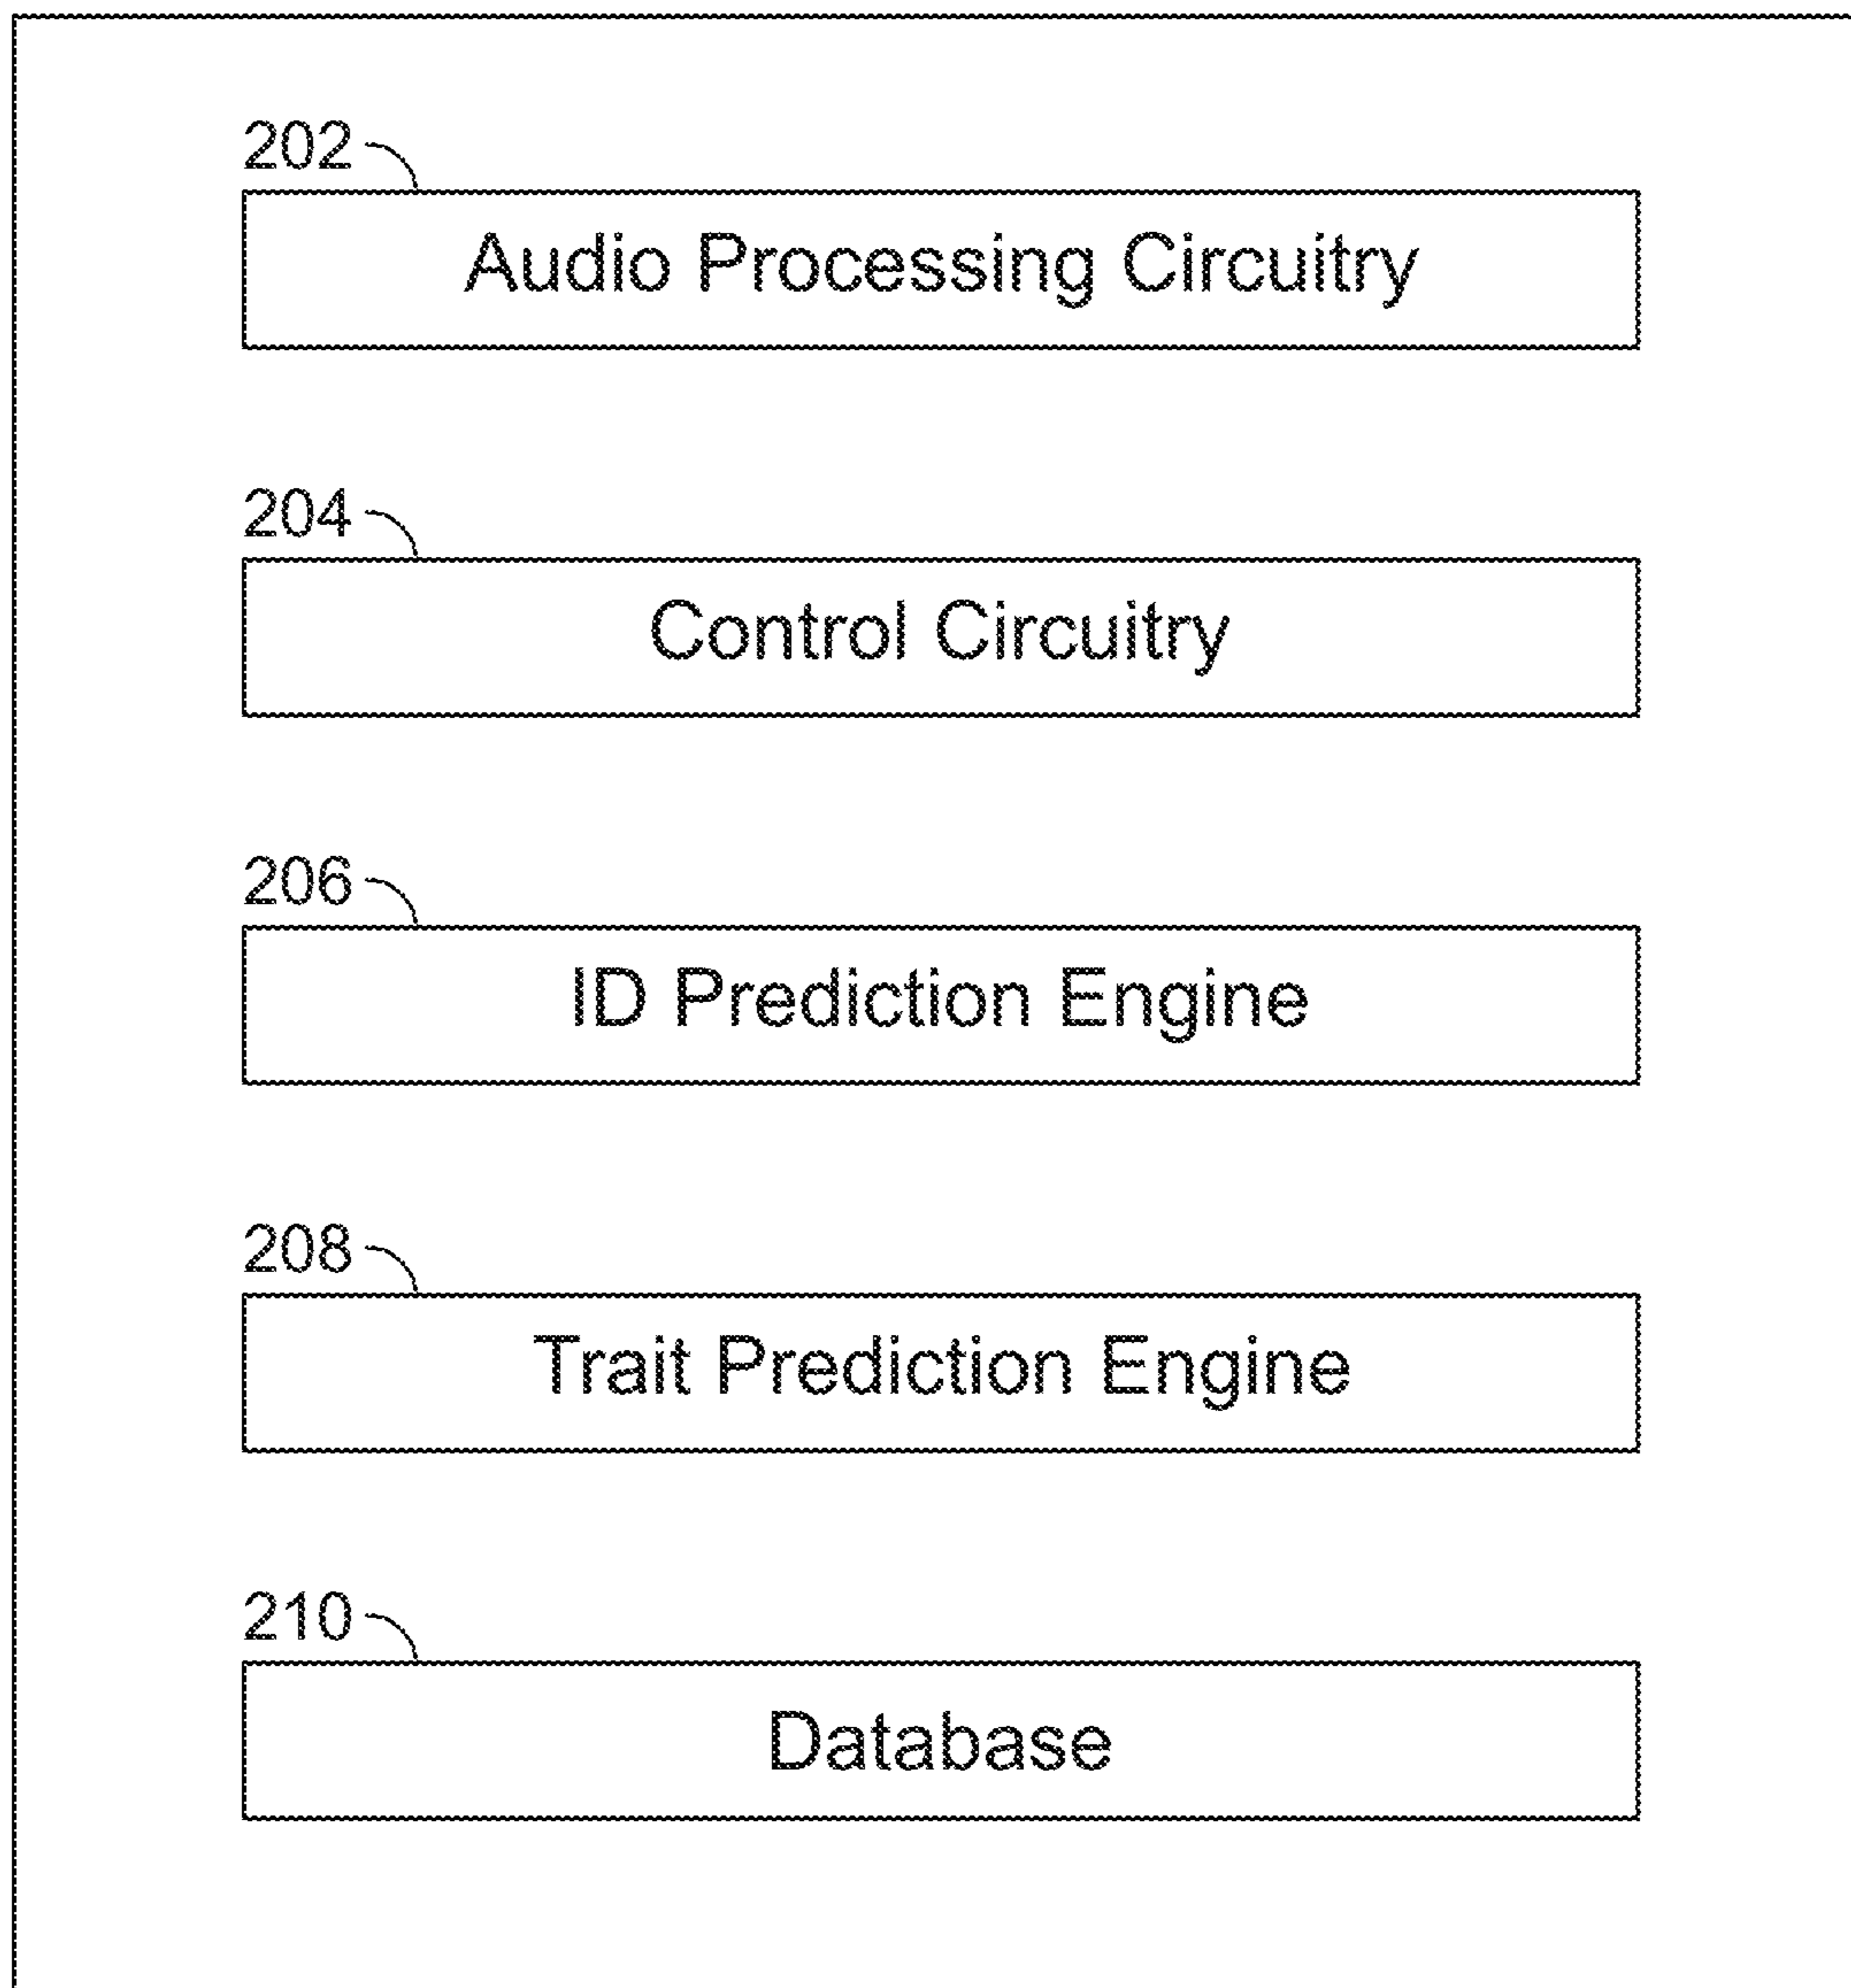 202
Audio Processing Circuitry
204
Control Circuitry
206
ID Prediction Engine
208
Trait Prediction Engine
210
Database